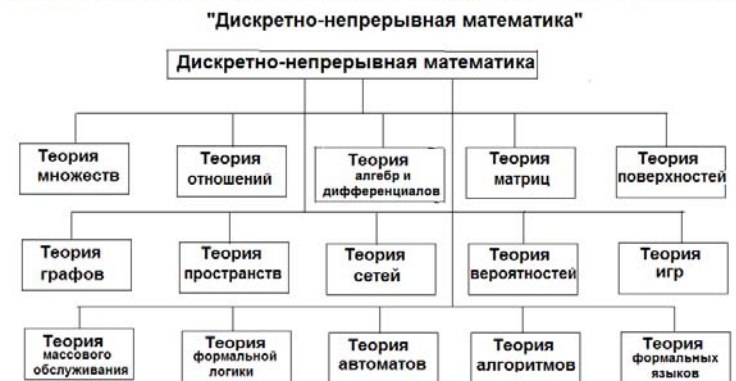 "Дискретно-непрерывная математика"
Дискретно-непрерывная математика
Теория
множеств
Теория
отношений
Теория
алгебр и
дифференциалов
Теория
матриц
Теория
поверхностей
Теория
графов
Теория
пространств
Теория
сетей
Теория
вероятностей
Теория
игр
Теория
массового
обслуживания
Теория
формальной
логики
Теория
автоматов
Теория
алгоритмов
Теория
формальных
языков